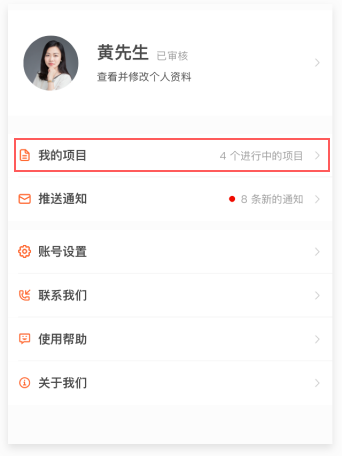 黄先生 已审核
查看并修改个人资料
我的项目 4 个进行中的项目
推送通知 8 条新的通知
账号设置
联系我们
使用帮助
关于我们